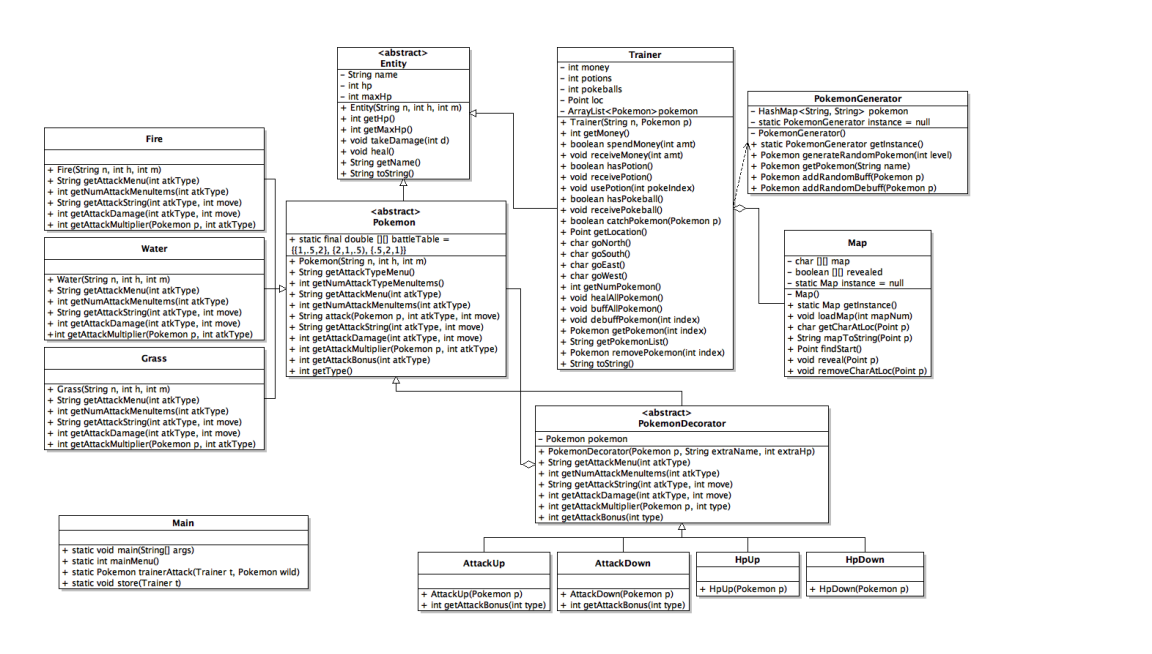 <abstract>
Entity
- String name
- int hp
- int maxHp
+ Entity(String n, int h, int m)
+ int getHp()
+ int getMaxHp()
+ void takeDamage(int d)
+ void heal()
+ String getName()
+ String toString()
Trainer
- int money
- int potions
- int pokeballs
- Point loc
- ArrayList<Pokemon>pokemon
+ Trainer(String n, Pokemon p)
+ int getMoney()
+ boolean spendMoney(int amt)
+ void receiveMoney(int amt)
+ boolean hasPotion()
+ void receivePotion()
+ void usePotion(int pokeIndex)
+ boolean hasPokeball()
+ void receivePokeball()
+ boolean catchPokemon(Pokemon p)
+ Point getLocation()
+ char goNorth()
+ char goSouth()
+ char goEast()
+ char goWest()
+ int getNumPokemon()
+ void healAllPokemon()
+ void buffAllPokemon()
+ void debuffPokemon(int index)
+ Pokemon getPokemon(int index)
+ String getPokemonList()
+ Pokemon removePokemon(int index)
+ String toString()
PokemonGenerator
- HashMap<String, String> pokemon
- static PokemonGenerator instance = null
- PokemonGenerator()
+ static PokemonGenerator getInstance()
+ Pokemon generateRandomPokemon(int level)
+ Pokemon getPokemon(String name)
+ Pokemon addRandomBuff(Pokemon p)
+ Pokemon addRandomDebuff(Pokemon p)
Fire
+ Fire(String n, int h, int m)
+ String getAttackMenu(int atkType)
+ int getNumAttackMenuItems(int atkType)
+ String getAttackString(int atkType, int move)
+ int getAttackDamage(int atkType, int move)
+ int getAttackMultiplier(Pokemon p, int atkType)
<abstract>
Pokemon
+ static final double [][] battleTable =
{{1,.5,2}, {2,1,.5}, {.5,2,1}}
+ Pokemon(String n, int h, int m)
+ String getAttackTypeMenu()
+ int getNumAttackTypeMenuItems()
+ String getAttackMenu(int atkType)
+ int getNumAttackMenuItems(int atkType)
+ String attack(Pokemon p, int atkType, int move)
+ String getAttackString(int atkType, int move)
+ int getAttackDamage(int atkType, int move)
+ int getAttackMultiplier(Pokemon p, int atkType)
+ int getAttackBonus(int atkType)
+ int getType()
Water
+ Water(String n, int h, int m)
+ String getAttackMenu(int atkType)
+ int getNumAttackMenuItems(int atkType)
+ String getAttackString(int atkType, int move)
+ int getAttackDamage(int atkType, int move)
+int getAttackMultiplier(Pokemon p, int atkType)
Map
- char [][] map
- boolean [][] revealed
- static Map instance = null
- Map()
+ static Map getInstance()
+ void loadMap(int mapNum)
+ char getCharAtLoc(Point p)
+ String mapToString(Point p)
+ Point findStart()
+ void reveal(Point p)
+ void removeCharAtLoc(Point p)
Grass
+ Grass(String n, int h, int m)
+ String getAttackMenu(int atkType)
+ int getNumAttackMenuItems(int atkType)
+ String getAttackString(int atkType, int move)
+ int getAttackDamage(int atkType, int move)
+ int getAttackMultiplier(Pokemon p, int atkType)
<abstract>
PokemonDecorator
- Pokemon pokemon
+ PokemonDecorator(Pokemon p, String extraName, int extraHp)
+ String getAttackMenu(int atkType)
+ int getNumAttackMenuItems(int atkType)
+ String getAttackString(int atkType, int move)
+ int getAttackDamage(int atkType, int move)
+ int getAttackMultiplier(Pokemon p, int type)
+ int getAttackBonus(int type)
Main
+ static void main(String[] args)
+ static int mainMenu()
+ static Pokemon trainerAttack(Trainer t, Pokemon wild)
+ static void store(Trainer t)
AttackUp
+ AttackUp(Pokemon p)
+ int getAttackBonus(int type)
AttackDown
+ AttackDown(Pokemon p)
+ int getAttackBonus(int type)
HpUp
+ HpUp(Pokemon p)
HpDown
+ HpDown(Pokemon p)